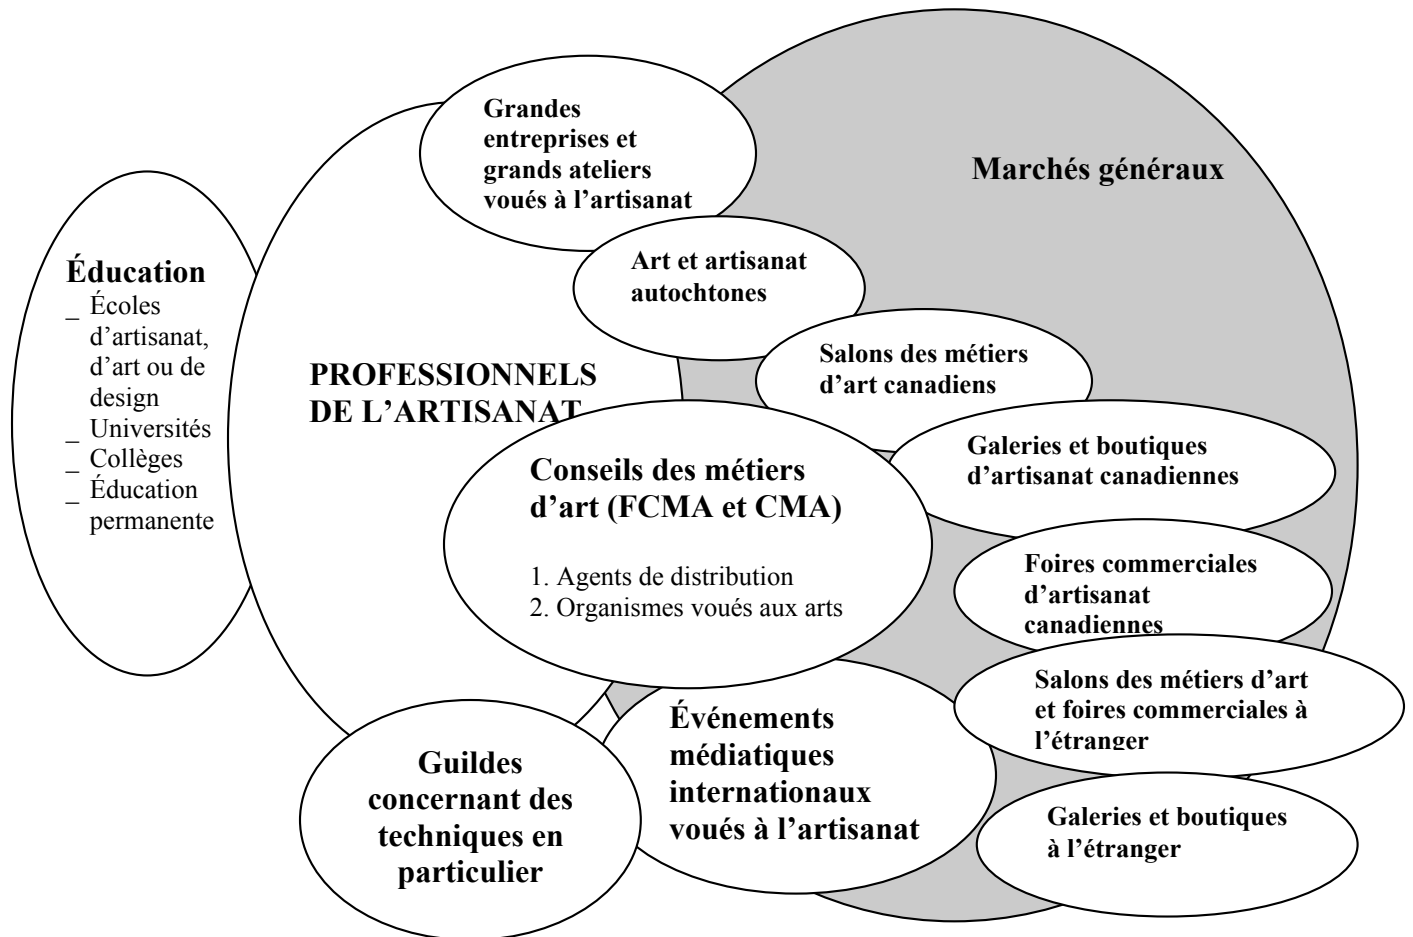 Grandes
entreprises et
grands ateliers
voués à l’artisanat
Marchés généraux
Éducation
_ Écoles
d’artisanat,
d’art ou de
design
_ Universités
_ Collèges
_ Éducation
permanente
Art et artisanat
autochtones
PROFESSIONNELS
DE L’ARTISANAT
Salons des métiers
d’art canadiens
Conseils des métiers
d’art (FCMA et CMA)
1. Agents de distribution
2. Organismes voués aux arts
Galeries et boutiques
d’artisanat canadiennes
Foires commerciales
d’artisanat
canadiennes
Salons des métiers d’art
et foires commerciales à
l’étranger
Événements
médiatiques
internationaux
voués à l’artisanat
Guildes
concernant des
techniques en
particulier
Galeries et boutiques
à l’étranger